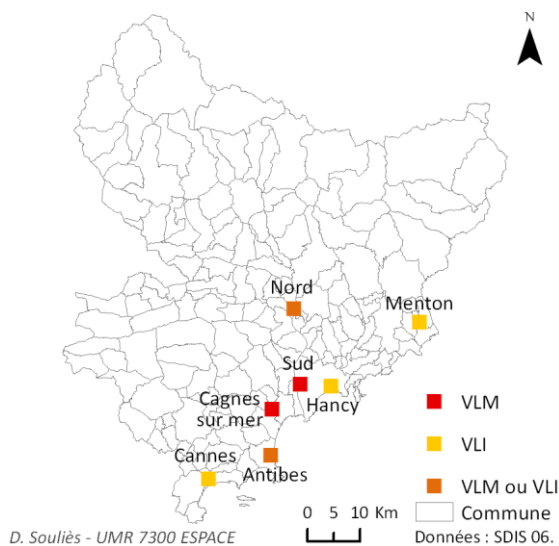 N
Nord
Menton
Sud
Hancy
Cagnes
sur mer
Cannes
Antibes
VLM
VLI
VLM ou VLI
0 5 10 Km
Commune
D. Souliès - UMR 7300 ESPACE
Données : SDIS 06.